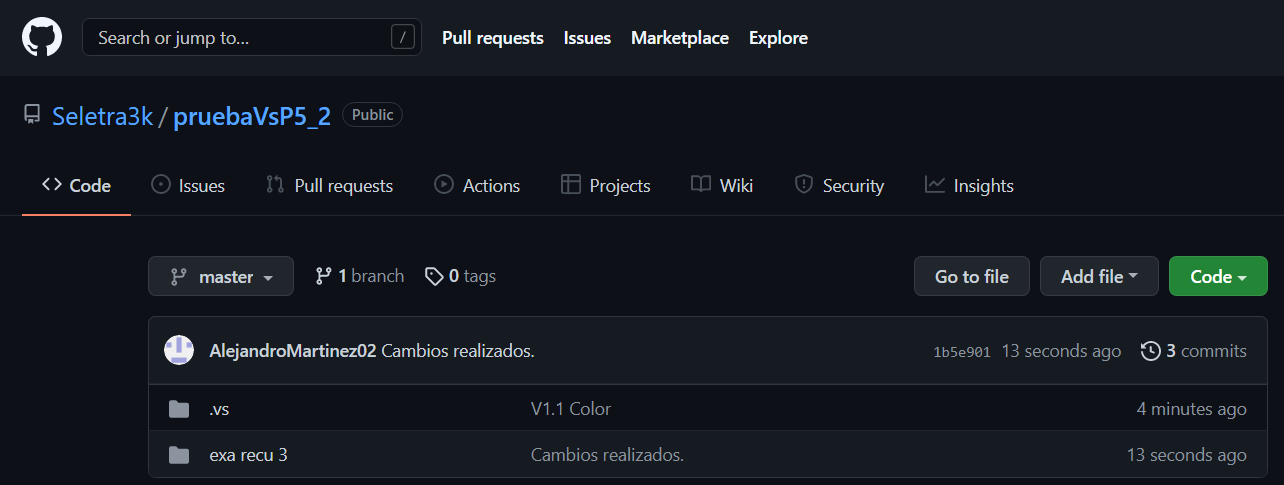 Search or jump to... / Pull requests Issues Marketplace Explore
Seletra3k / pruebaVsP5_2 Public
Code Issues Pull requests Actions Projects Wiki Security Insights
master 1 branch 0 tags Go to file Add file Code
AlejandroMartinez02 Cambios realizados. 1b5e901 13 seconds ago 3 commits
.vs V1.1 Color 4 minutes ago
exa recu 3 Cambios realizados. 13 seconds ago